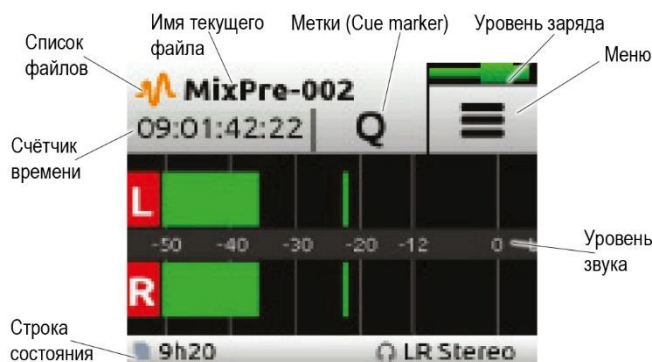 Имя текущего
файла
Метки (Cue marker)
Уровень заряда
Список
файлов
Меню
MixPre-002
09:01:42:22
Q
Счётчик
времени
L
-50 -40 -30 -20 -12 0
Уровень
звука
R
Строка
состояния
9h20
LR Stereo